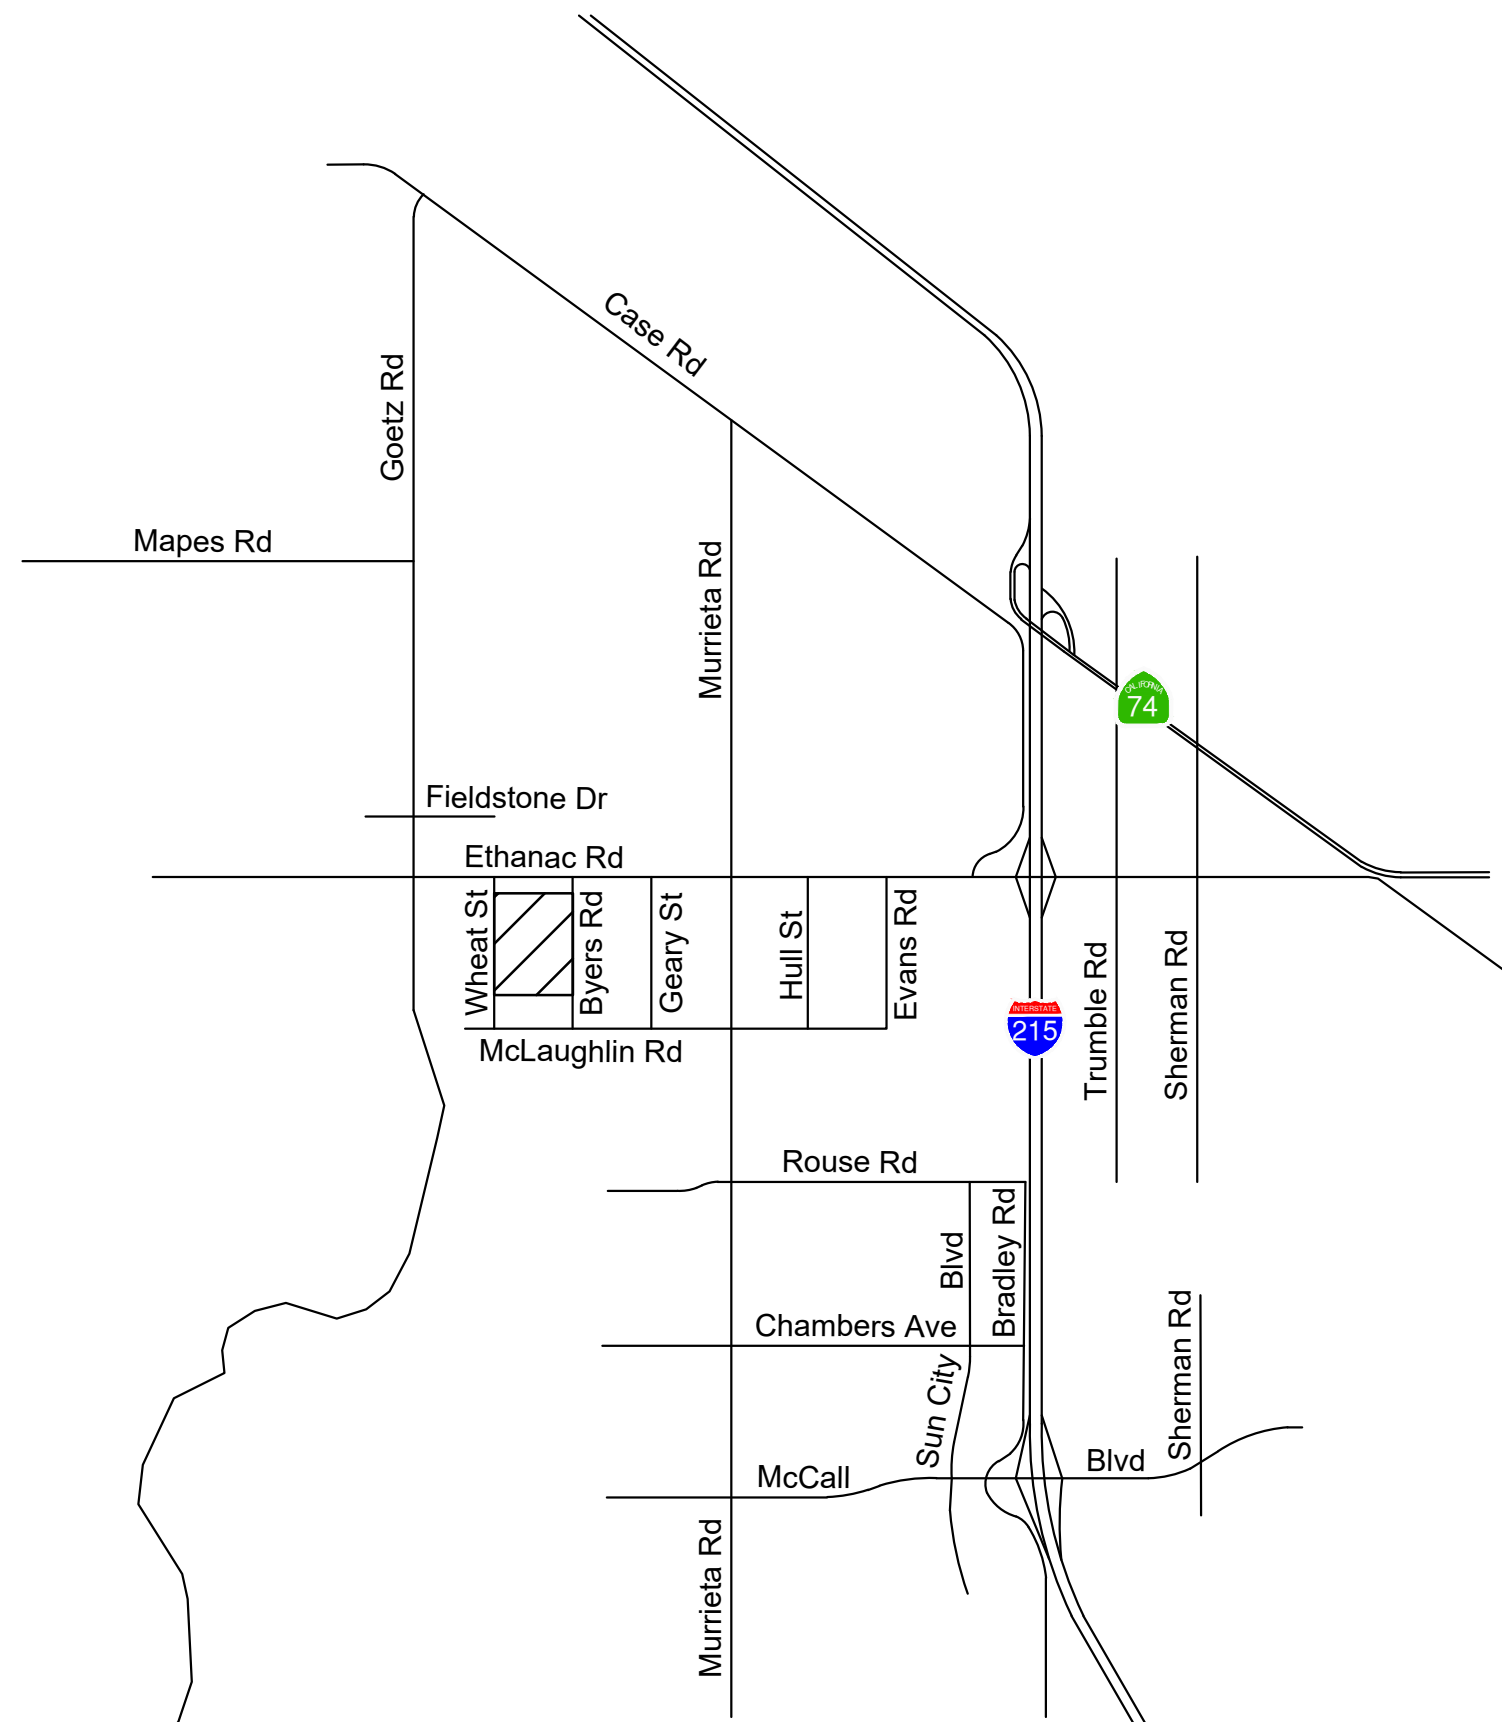 Case Rd
Goetz Rd
Mapes Rd
Murrieta Rd
CALIFORNIA
74
Fieldstone Dr
Ethanac Rd
Wheat St
Byers Rd
Geary St
Hull St
Evans Rd
Trumble Rd
Sherman Rd
INTERSTATE
215
McLaughlin Rd
Rouse Rd
Bradley Rd
Sun City Blvd
Chambers Ave
Sherman Rd
McCall Blvd
Murrieta Rd